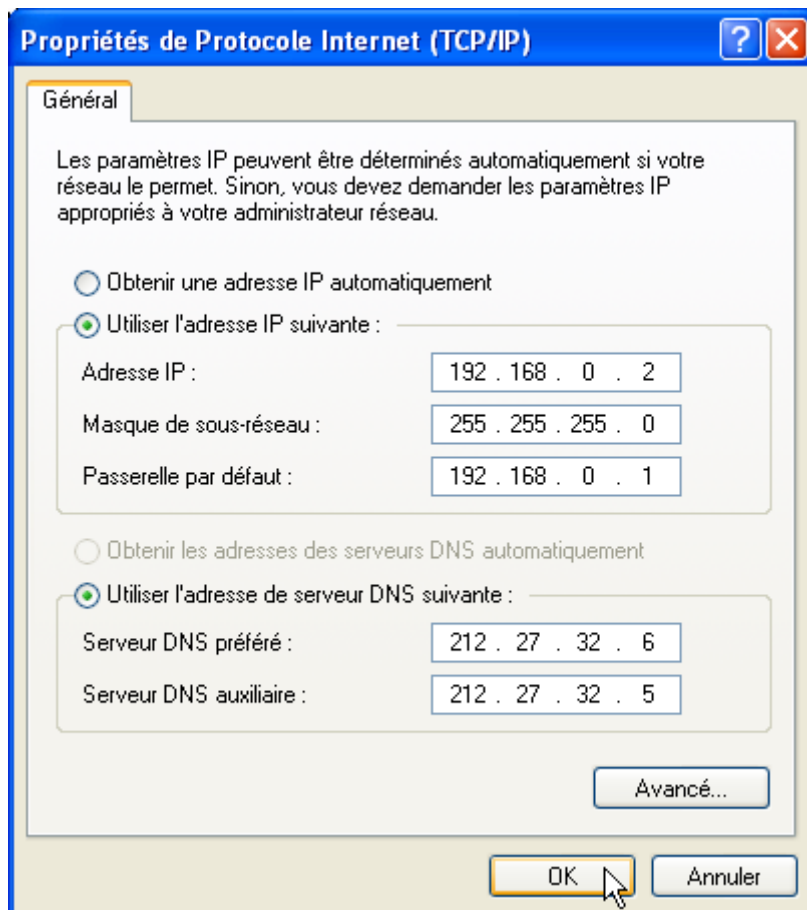 Propriétés de Protocole Internet (TCP/IP)
Général
Les paramètres IP peuvent être déterminés automatiquement si votre
réseau le permet. Sinon, vous devez demander les paramètres IP
appropriés à votre administrateur réseau.
Obtenir une adresse IP automatiquement
Utiliser l'adresse IP suivante :
Adresse IP : 192 . 168 . 0 . 2
Masque de sous-réseau : 255 . 255 . 255 . 0
Passerelle par défaut : 192 . 168 . 0 . 1
Obtenir les adresses des serveurs DNS automatiquement
Utiliser l'adresse de serveur DNS suivante :
Serveur DNS préféré : 212 . 27 . 32 . 6
Serveur DNS auxiliaire : 212 . 27 . 32 . 5
Avancé...
OK Annuler